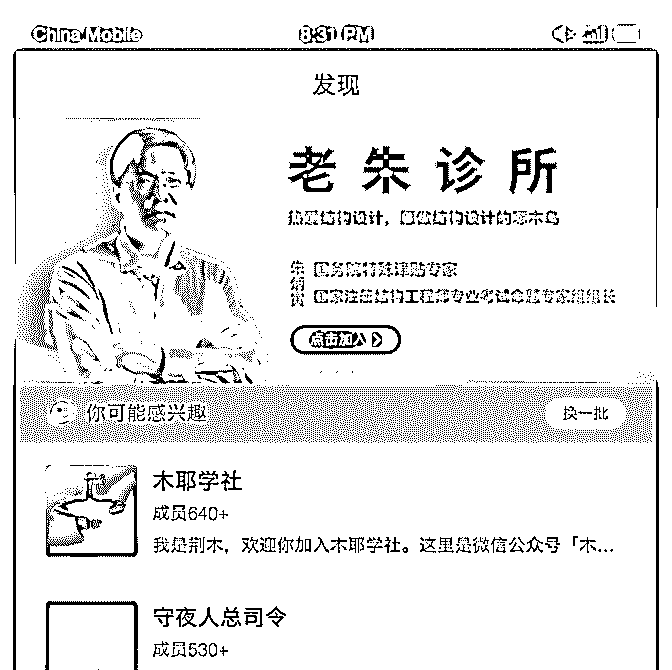 China Mobile 8:31 PM
发现
老朱诊所
热爱结构设计，愿做结构设计的啄木鸟
朱炳寅
国务院特殊津贴专家
国家注册结构工程师专业考试命题专家组组长
点击加入
你可能感兴趣 换一批
木耶学社
成员640+
我是荆木，欢迎你加入木耶学社。这里是微信公众号「木...
守夜人总司令
成员530+